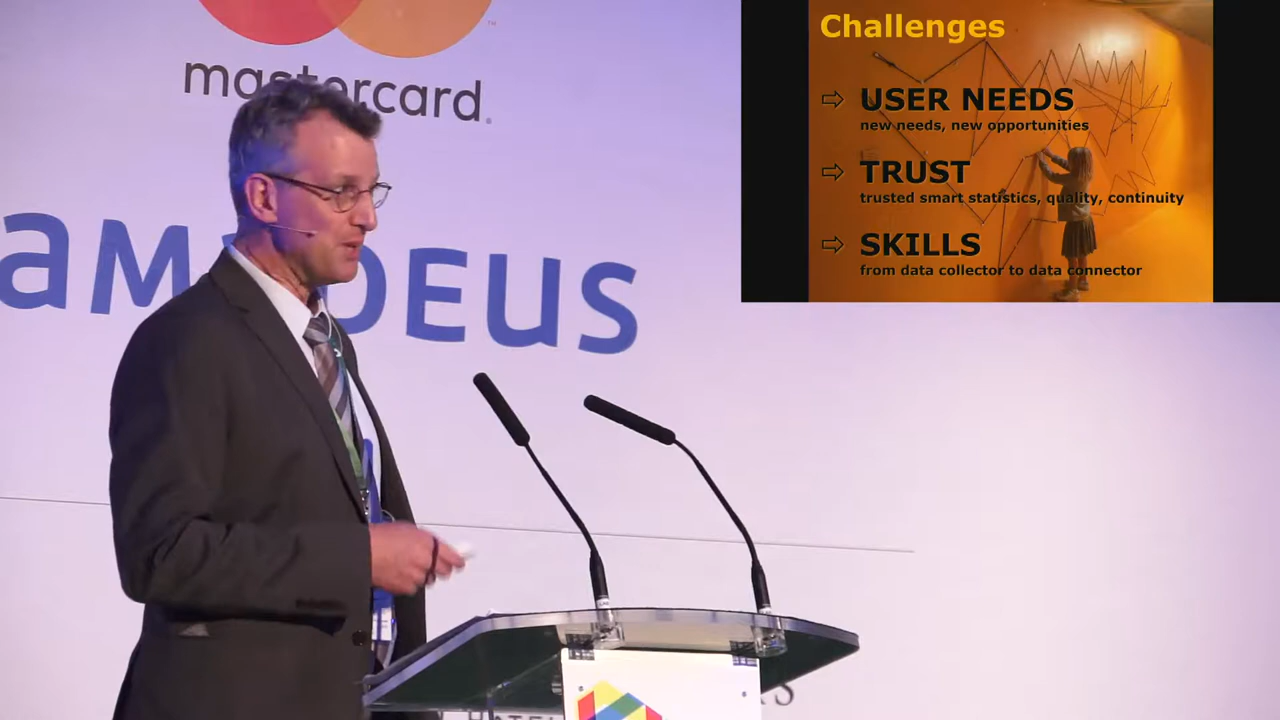 mastercard.
amadeus
Challenges
⇨ USER NEEDS
new needs, new opportunities
⇨ TRUST
trusted smart statistics, quality, continuity
⇨ SKILLS
from data collector to data connector